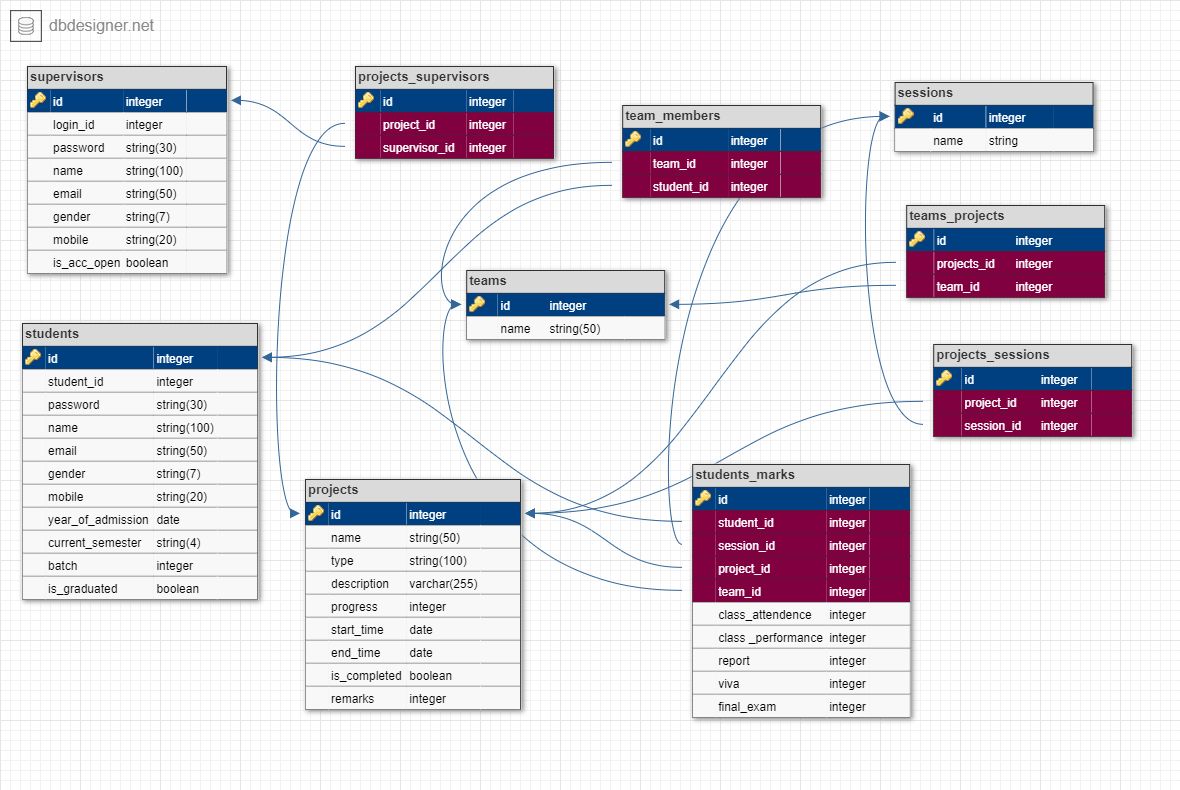 dbdesigner.net
supervisors
id integer
login_id integer
password string(30)
name string(100)
email string(50)
gender string(7)
mobile string(20)
is_acc_open boolean
projects_supervisors
id integer
project_id integer
supervisor_id integer
team_members
id integer
team_id integer
student_id integer
sessions
id integer
name string
teams_projects
id integer
projects_id integer
team_id integer
teams
id integer
name string(50)
students
id integer
student_id integer
password string(30)
name string(100)
email string(50)
gender string(7)
mobile string(20)
year_of_admission date
current_semester string(4)
batch integer
is_graduated boolean
projects_sessions
id integer
project_id integer
session_id integer
projects
id integer
name string(50)
type string(100)
description varchar(255)
progress integer
start_time date
end_time date
is_completed boolean
remarks integer
students_marks
id integer
student_id integer
session_id integer
project_id integer
team_id integer
class_attendence integer
class _performance integer
report integer
viva integer
final_exam integer